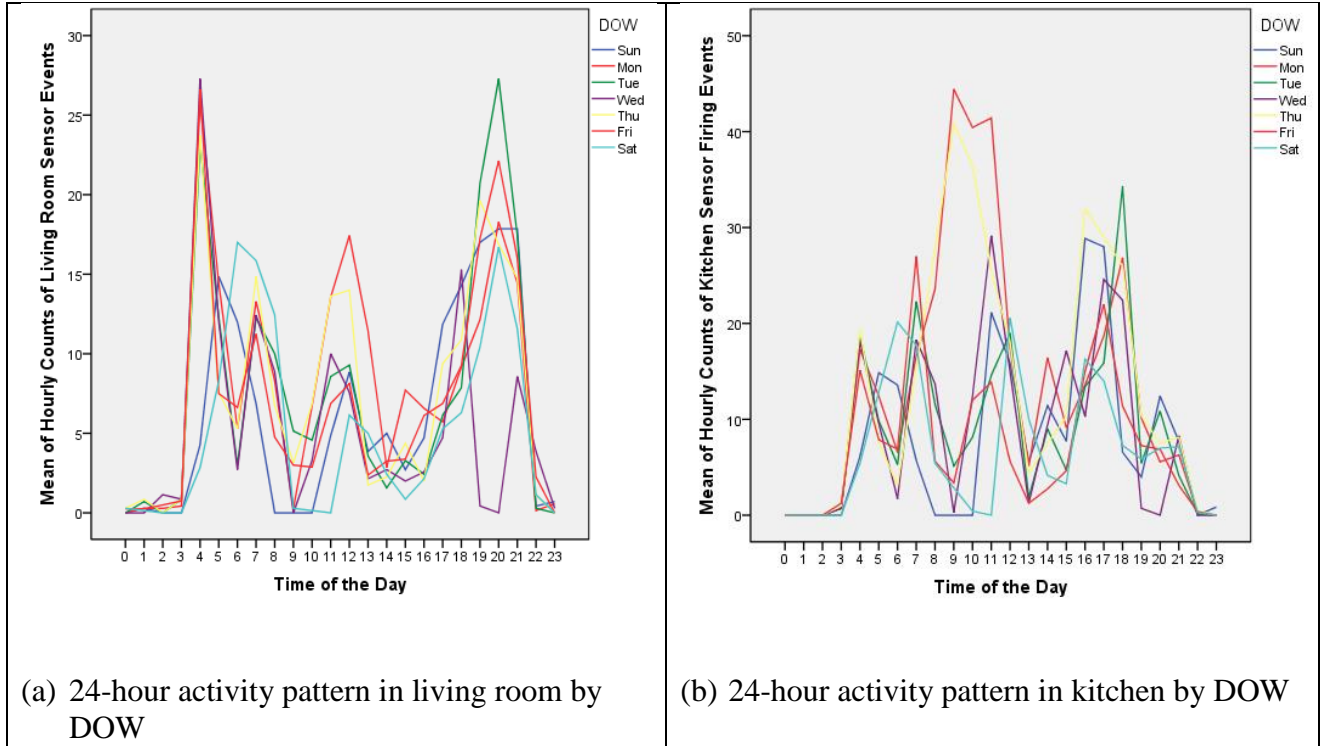 DOW
Sun
Mon
Tue
Wed
Thu
Fri
Sat
Mean of Hourly Counts of Living Room Sensor Events
30
25
20
15
10
5
0
0 1 2 3 4 5 6 7 8 9 10 11 12 13 14 15 16 17 18 19 20 21 22 23
Time of the Day
(a) 24-hour activity pattern in living room by
DOW
DOW
Sun
Mon
Tue
Wed
Thu
Fri
Sat
Mean of Hourly Counts of Kitchen Sensor Firing Events
50
40
30
20
10
0
0 1 2 3 4 5 6 7 8 9 10 11 12 13 14 15 16 17 18 19 20 21 22 23
Time of the Day
(b) 24-hour activity pattern in kitchen by DOW